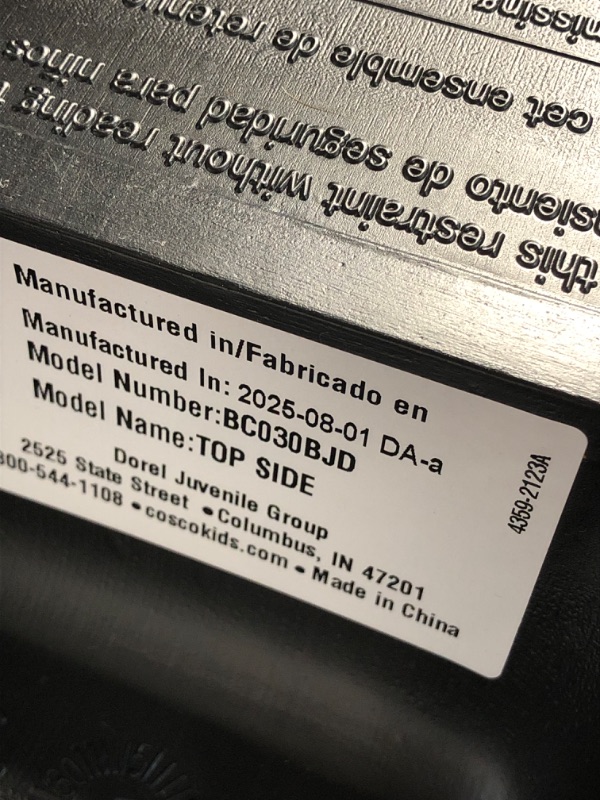 missing
cet ensemble de retenue
asiento de seguridad para niños
this restraint without reading
Manufactured in/Fabricado en
Manufactured In: 2025-08-01 DA-a
Model Number:BC030BJD
Model Name:TOP SIDE
Dorel Juvenile Group
2525 State Street •Columbus, IN 47201
800-544-1108 •coscokids.com • Made in China
4359-2123A